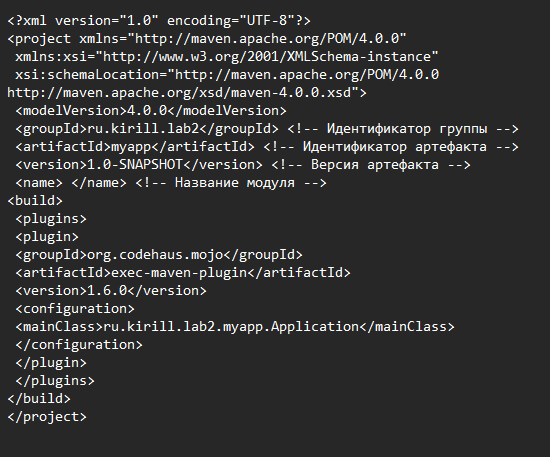 <?xml version="1.0" encoding="UTF-8"?>
<project xmlns="http://maven.apache.org/POM/4.0.0"
xmlns:xsi="http://www.w3.org/2001/XMLSchema-instance"
xsi:schemaLocation="http://maven.apache.org/POM/4.0.0
http://maven.apache.org/xsd/maven-4.0.0.xsd">
<modelVersion>4.0.0</modelVersion>
<groupId>ru.kirill.lab2</groupId> <!-- Идентификатор группы -->
<artifactId>myapp</artifactId> <!-- Идентификатор артефакта -->
<version>1.0-SNAPSHOT</version> <!-- Версия артефакта -->
<name> </name> <!-- Название модуля -->
<build>
<plugins>
<plugin>
<groupId>org.codehaus.mojo</groupId>
<artifactId>exec-maven-plugin</artifactId>
<version>1.6.0</version>
<configuration>
<mainClass>ru.kirill.lab2.myapp.Application</mainClass>
</configuration>
</plugin>
</plugins>
</build>
</project>